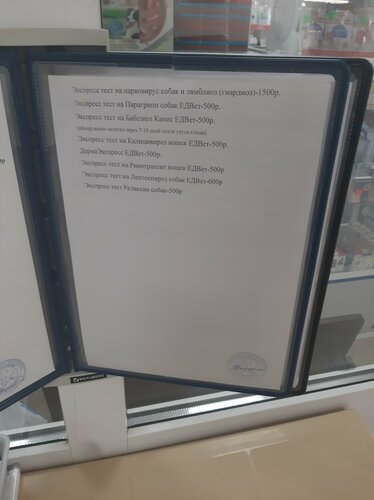 Экспресс тест на парвовирус собак и лямблиоз (гиардиоз)-1500р.
Экспресс тест на Парагрипп собак ЕДВет-500р.
Экспресс тест на Бабезиоз Канис ЕДВет-500р.
(обнаружение антител через 7-10 дней после укуса клеща)
Экспресс тест на Калицивироз кошек ЕДВет-500р.
ДермаЭкспресс ЕДВет-500р.
Экспресс тест на Ринотрахеит кошек ЕДВет-500р
Экспресс тест на Лептоспироз собак ЕДВет-600р
Экспресс тест Релаксин собак-500р
BRAUBERG